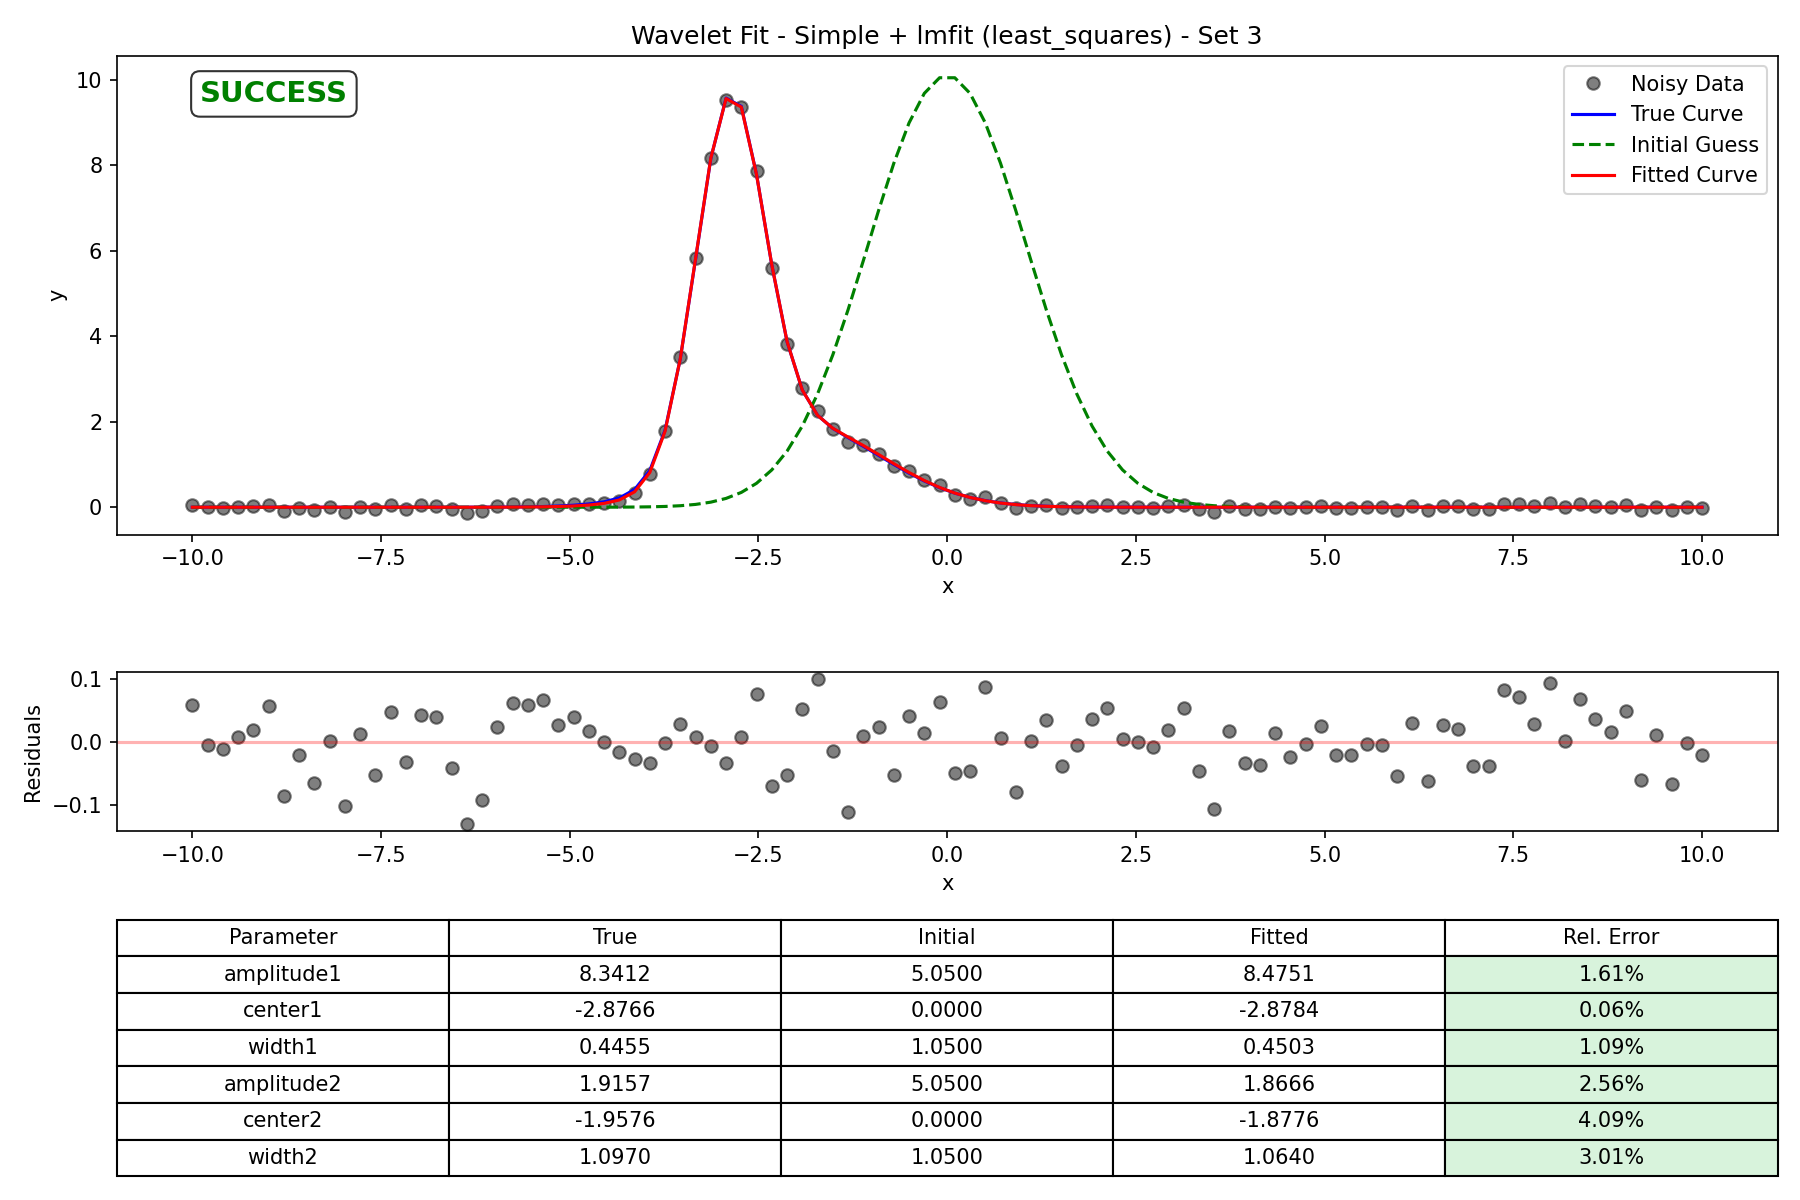 Wavelet Fit - Simple + lmfit (least_squares) - Set 3
SUCCESS
Noisy Data
True Curve
Initial Guess
Fitted Curve
10
8
6
4
2
0
y
−10.0 −7.5 −5.0 −2.5 0.0 2.5 5.0 7.5 10.0
x
0.1
0.0
−0.1
Residuals
−10.0 −7.5 −5.0 −2.5 0.0 2.5 5.0 7.5 10.0
x
Parameter True Initial Fitted Rel. Error
amplitude1 8.3412 5.0500 8.4751 1.61%
center1 -2.8766 0.0000 -2.8784 0.06%
width1 0.4455 1.0500 0.4503 1.09%
amplitude2 1.9157 5.0500 1.8666 2.56%
center2 -1.9576 0.0000 -1.8776 4.09%
width2 1.0970 1.0500 1.0640 3.01%